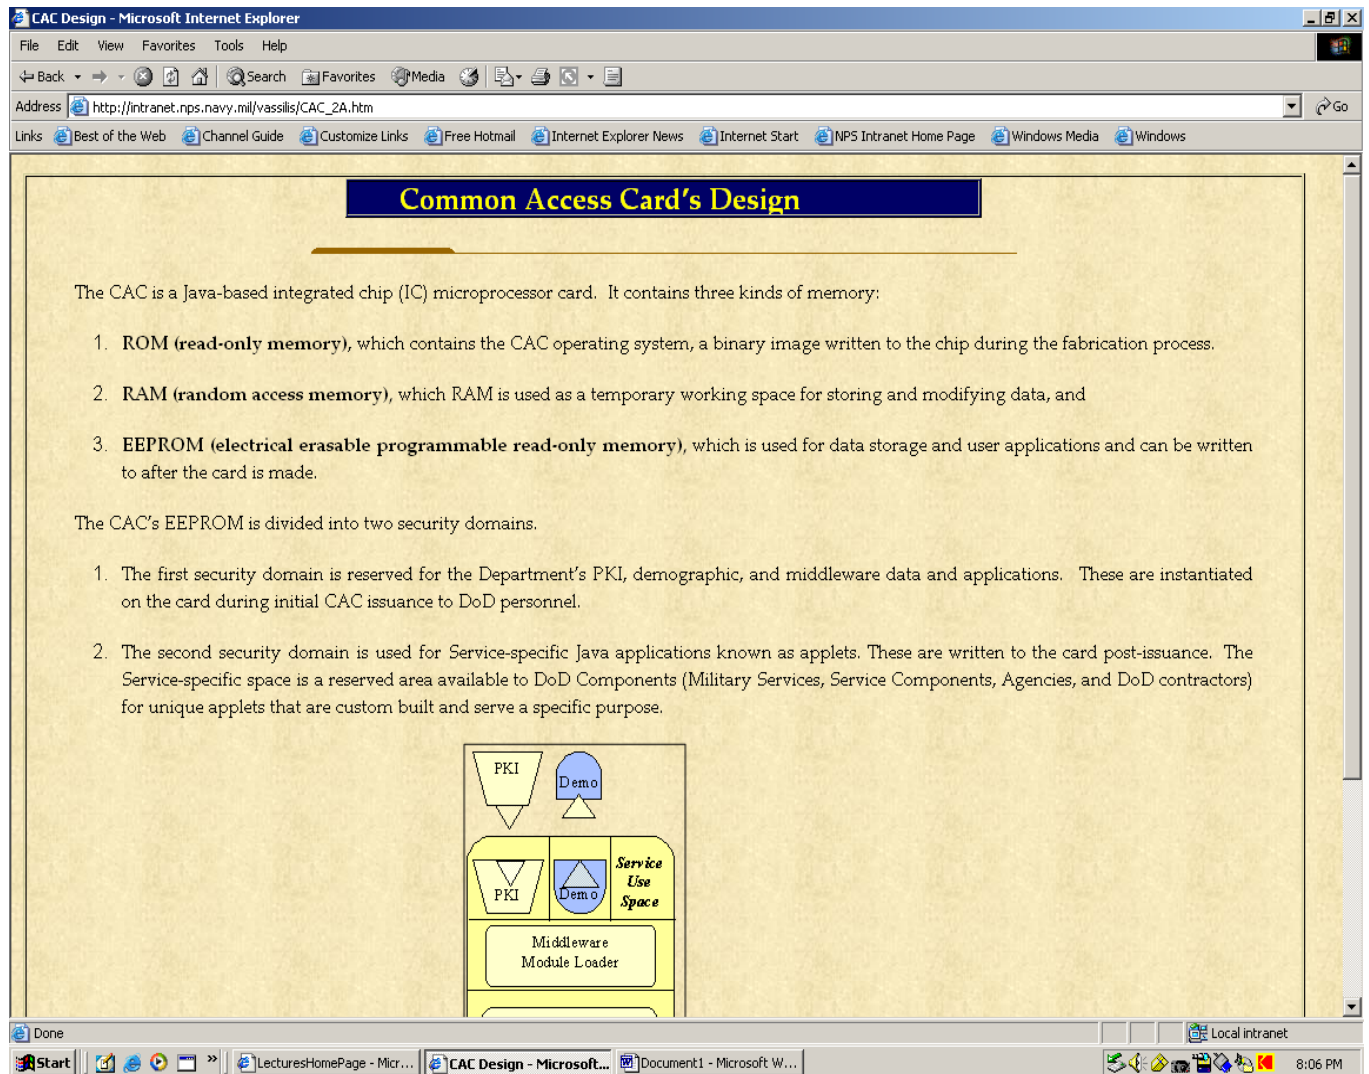 CAC Design - Microsoft Internet Explorer
File Edit View Favorites Tools Help
Back Search Favorites Media
Address http://intranet.nps.navy.mil/vassilis/CAC_2A.htm Go
Links Best of the Web Channel Guide Customize Links Free Hotmail Internet Explorer News Internet Start NPS Intranet Home Page Windows Media Windows
Common Access Card's Design
The CAC is a Java-based integrated chip (IC) microprocessor card. It contains three kinds of memory:
1. ROM (read-only memory), which contains the CAC operating system, a binary image written to the chip during the fabrication process.
2. RAM (random access memory), which RAM is used as a temporary working space for storing and modifying data, and
3. EEPROM (electrical erasable programmable read-only memory), which is used for data storage and user applications and can be written
to after the card is made.
The CAC's EEPROM is divided into two security domains.
1. The first security domain is reserved for the Department's PKI, demographic, and middleware data and applications. These are instantiated
on the card during initial CAC issuance to DoD personnel.
2. The second security domain is used for Service-specific Java applications known as applets. These are written to the card post-issuance. The
Service-specific space is a reserved area available to DoD Components (Military Services, Service Components, Agencies, and DoD contractors)
for unique applets that are custom built and serve a specific purpose.
PKI
Demo
PKI
Demo
Service
Use
Space
Middleware
Module Loader
Done Local intranet
Start LecturesHomePage - Micr... CAC Design - Microsoft... Document1 - Microsoft W... 8:06 PM